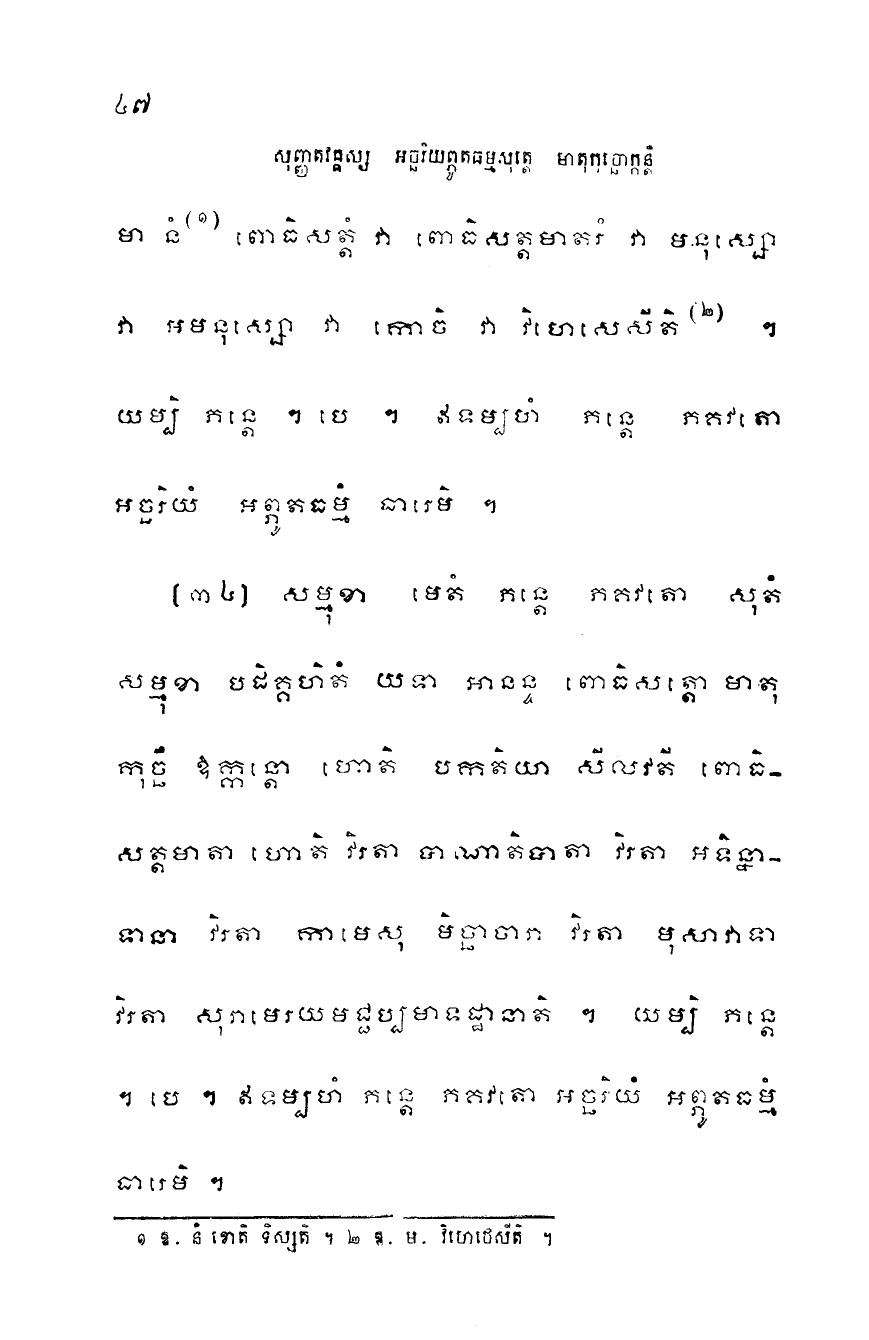 ៤៧
សុញ្ញតវគ្គស្ស អច្ឆរិយព្ភូតធម្មសុត្តេ មាតុកុច្ឆោក្កន្តិ
មា នំ(១) ពោធិសត្តំ វា ពោធិសត្តមាតរំ វា មនុស្សោ
វា អមនុស្សោ វា កោចិ វា វិហេសេសីតិ(២) ។
យម្បិ ភន្តេ ។ បេ ។ ឥទម្បហំ ភន្តេ ភគវតោ
អច្ឆរិយំ អព្ភូតធម្មំ ធារេមិ ។
[៣៤] សម្មុខា មេតំ ភន្តេ ភគវតោ សុតំ
សម្មុខា បដិគ្គហិតំ យទា អានន្ទ ពោធិសត្តោ មាតុ
កុច្ឆឹ ឱក្កន្តោ ហោតិ បកតិយា សីលវតី ពោធិ-
សត្តមាតា ហោតិ វិរតា បាណាតិបាតា វិរតា អទិន្នា-
ទានា វិរតា កាមេសុ មិច្ឆាចារា វិរតា មុសាវាទា
វិរតា សុរាមេរយមជ្ជប្បមាទដ្ឋានាតិ ។ យម្បិ ភន្តេ
។ បេ ។ ឥទម្បហំ ភន្តេ ភគវតោ អច្ឆរិយំ អព្ភូតធម្មំ
ធារេមិ ។
១ ឱ. នំ ខោតិ ទិស្សតិ ។ ២ ឱ. ម. វិហេថេសីតិ ។